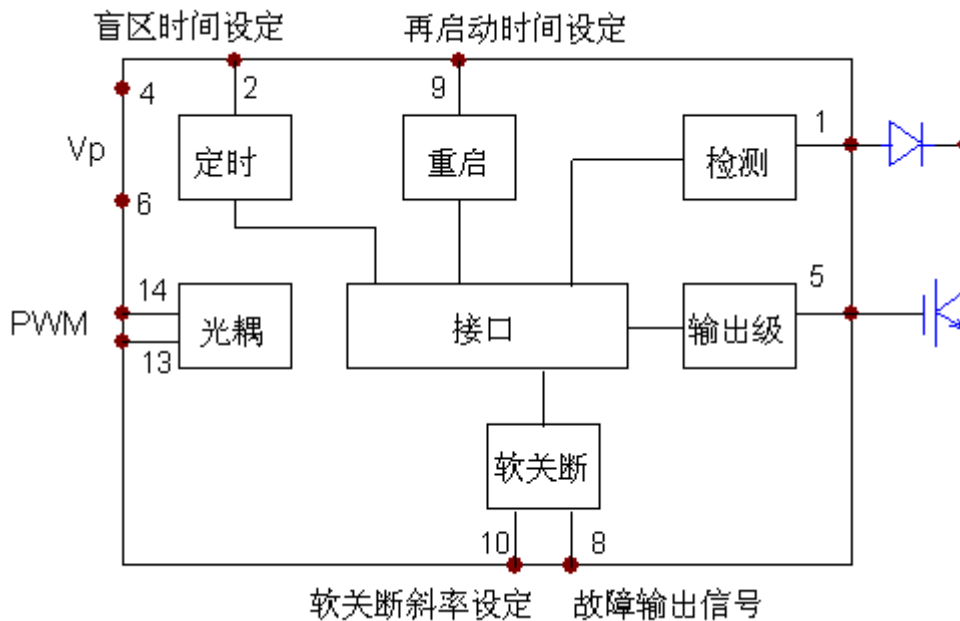 盲区时间设定
再启动时间设定
4
2
9
1
Vp
定时
重启
检测
6
14
5
PWM
光耦
接口
输出级
13
软关断
10
8
软关断斜率设定
故障输出信号